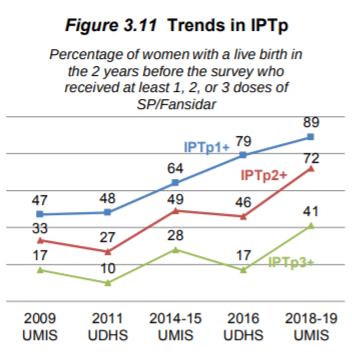 Figure 3.11 Trends in IPTp
Percentage of women with a live birth in
the 2 years before the survey who
received at least 1, 2, or 3 doses of
SP/Fansidar
89
IPTp1+ 79
72
64
IPTp2+
47 48 49 46
41
33
27 28
17 10 17 IPTp3+
2009 2011 2014-15 2016 2018-19
UMIS UDHS UMIS UDHS UMIS